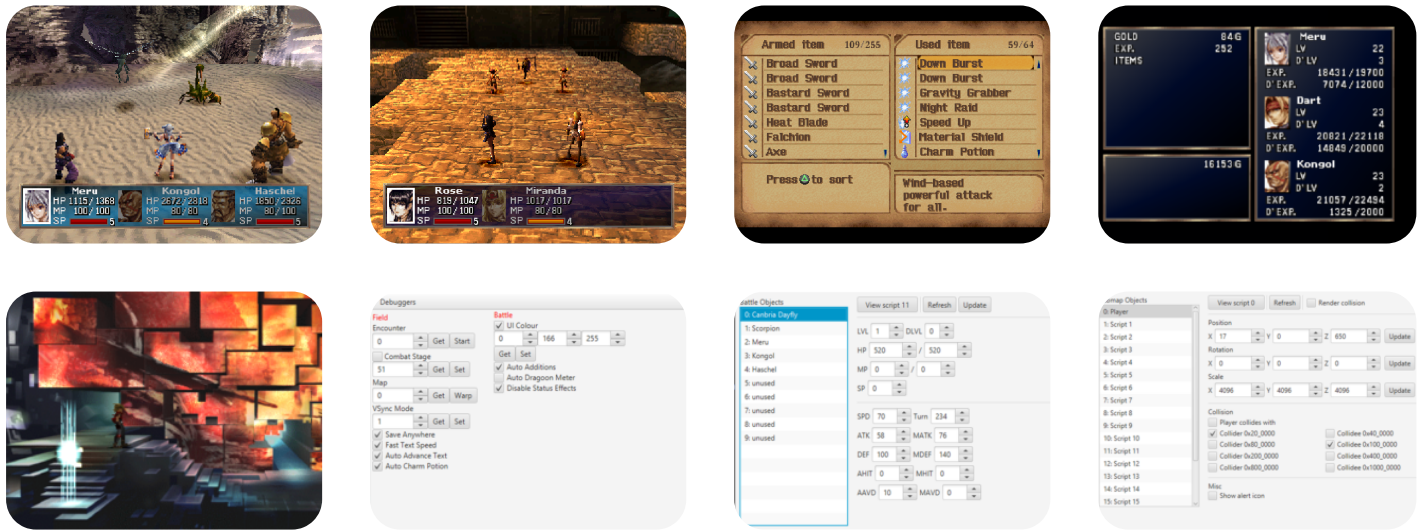 Meru Kongol Haschel
HP 1115/1368 HP 2672/2818 HP 1850/2926
MP 100/100 MP 80/80 MP 80/100
SP 5 SP 4 SP 5
Rose Miranda
HP 819/1047 HP 1017/1017
MP 100/100 MP 80/80
SP 5 SP 4
Armed item 109/255
Broad Sword
Broad Sword
Bastard Sword
Bastard Sword
Heat Blade
Falchion
Axe
Press to sort
Used item 59/64
Down Burst
Down Burst
Gravity Grabber
Night Raid
Speed Up
Material Shield
Charm Potion
Wind-based
powerful attack
for all.
GOLD 84G
EXP. 252
ITEMS
16153G
Meru
LV 22
D'LV 3
EXP. 18431/19700
D'EXP. 7074/12000
Dart
LV 23
D'LV 4
EXP. 20821/22118
D'EXP. 14849/20000
Kongol
LV 23
D'LV 2
EXP. 21057/22494
D'EXP. 1325/2000
Debuggers
Field
Encounter
0 Get Start
Combat Stage
51 Get Set
Map
0 Get Warp
VSync Mode
1 Get Set
Save Anywhere
Fast Text Speed
Auto Advance Text
Auto Charm Potion
Battle
UI Colour
0 166 255
Get Set
Auto Additions
Auto Dragoon Meter
Disable Status Effects
attle Objects
0: Canbria Dayfly
1: Scorpion
2: Meru
3: Kongol
4: Haschel
5: unused
6: unused
7: unused
8: unused
9: unused
View script 11 Refresh Update
LVL 1 DLVL 0
HP 520 / 520
MP 0 / 0
SP 0
SPD 70 Turn 234
ATK 58 MATK 76
DEF 100 MDEF 140
AHIT 0 MHIT 0
AAVD 10 MAVD 0
emap Objects
0: Player
1: Script 1
2: Script 2
3: Script 3
4: Script 4
5: Script 5
6: Script 6
7: Script 7
8: Script 8
9: Script 9
10: Script 10
11: Script 11
12: Script 12
13: Script 13
14: Script 14
15: Script 15
View script 0 Refresh Render collision
Position
X 17 Y 0 Z 650 Update
Rotation
X 0 Y 0 Z 0 Update
Scale
X 4096 Y 4096 Z 4096 Update
Collision
Player collides with
Collider 0x20_0000 Collidee 0x40_0000
Collider 0x80_0000 Collidee 0x100_0000
Collider 0x200_0000 Collidee 0x400_0000
Collider 0x800_0000 Collidee 0x1000_0000
Misc
Show alert icon